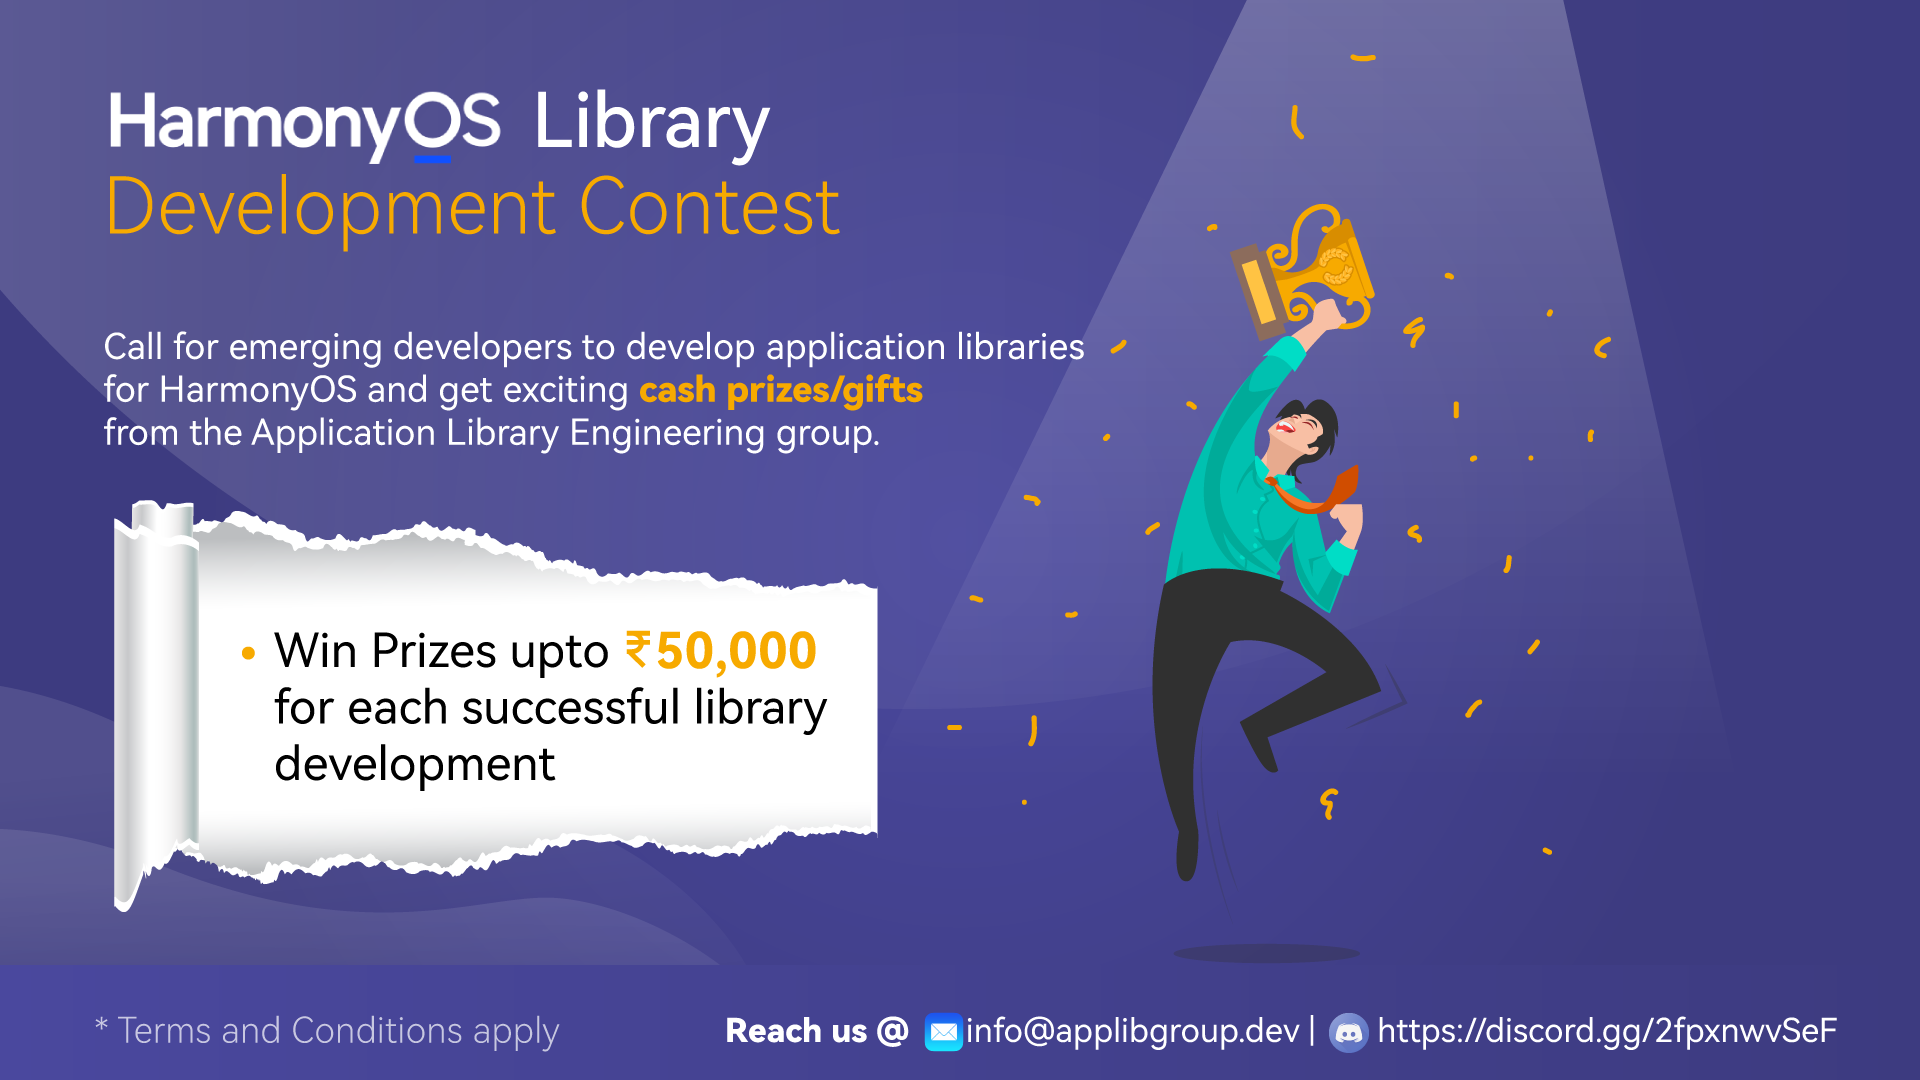 HarmonyOS Library
Development Contest
Call for emerging developers to develop application libraries
for HarmonyOS and get exciting cash prizes/gifts
from the Application Library Engineering group.
• Win Prizes upto ₹50,000
for each successful library
development
* Terms and Conditions apply
Reach us @ info@applibgroup.dev | https://discord.gg/2fpxnwvSeF